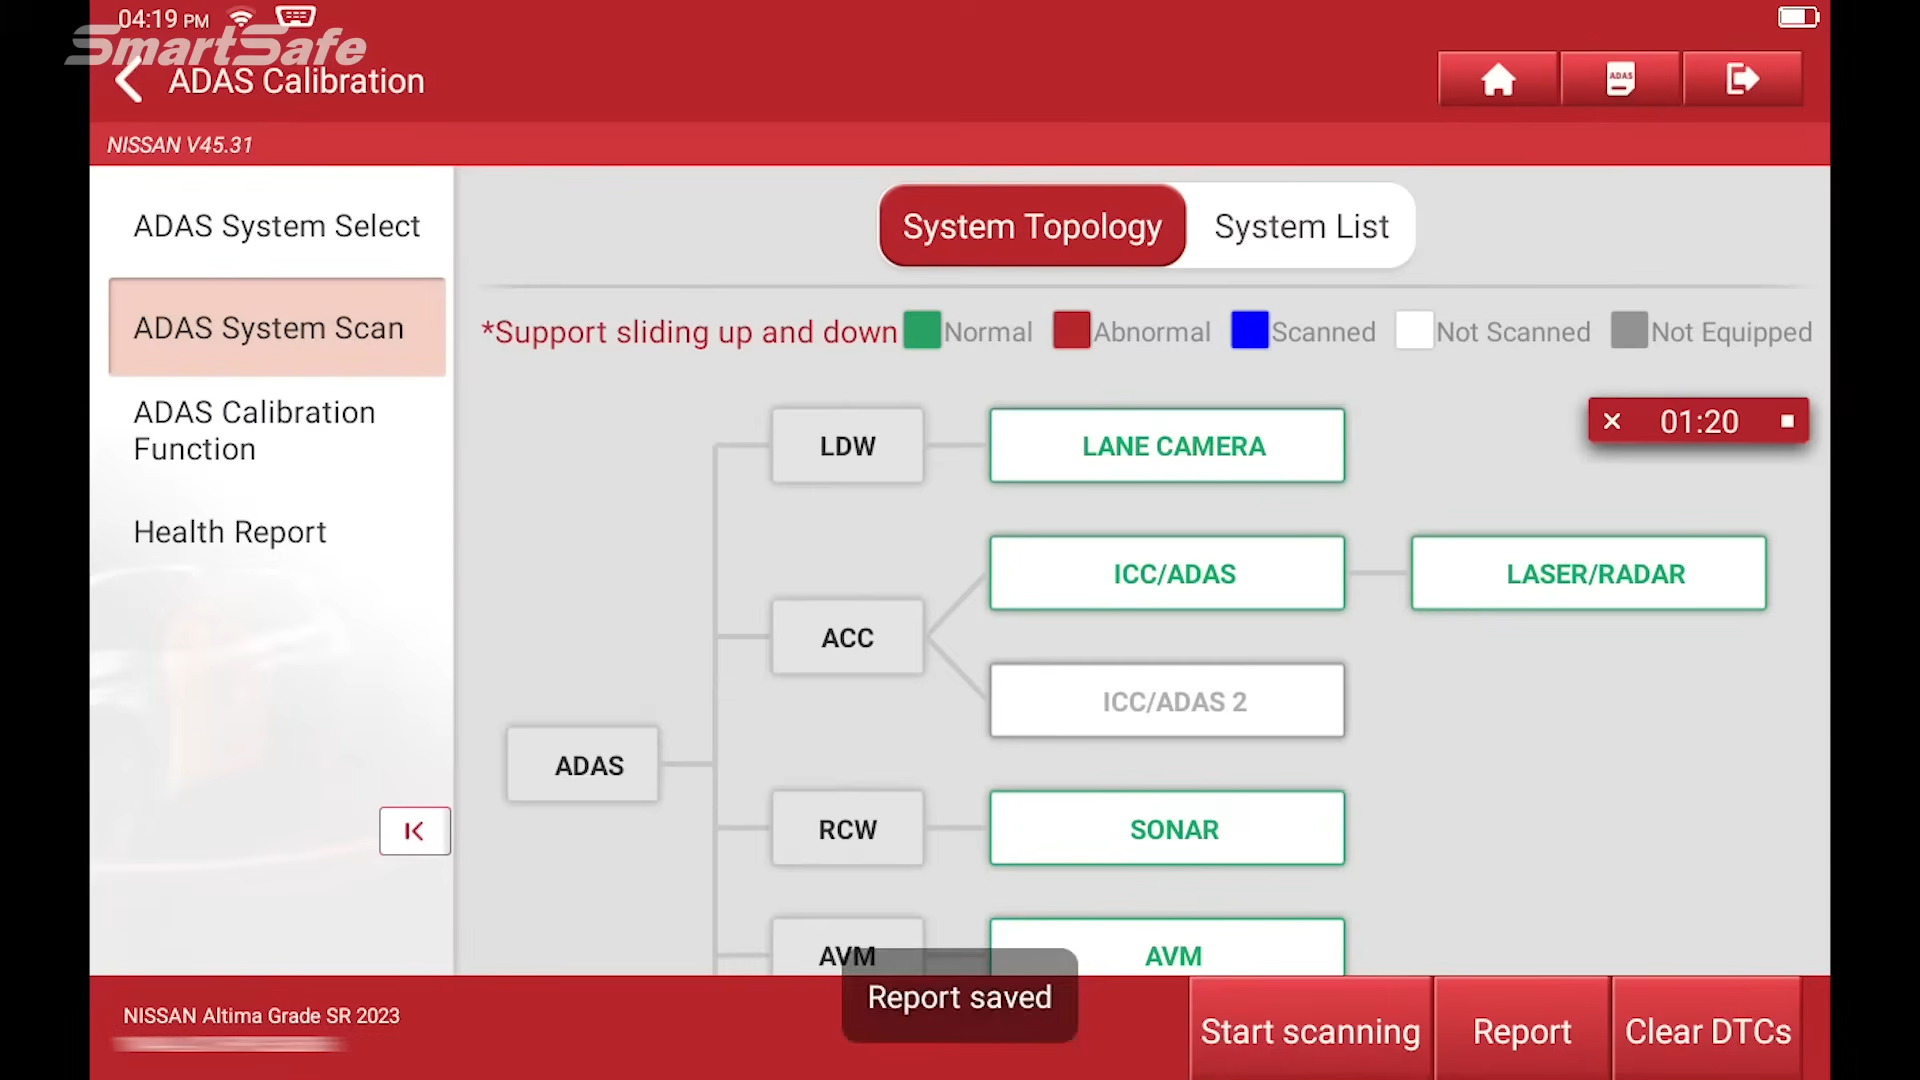 04:19 PM
SmartSafe
ADAS Calibration
ADAS
NISSAN V45.31
ADAS System Select
ADAS System Scan
ADAS Calibration
Function
Health Report
System Topology
System List
*Support sliding up and down
Normal
Abnormal
Scanned
Not Scanned
Not Equipped
01:20
LDW
LANE CAMERA
ICC/ADAS
LASER/RADAR
ACC
ICC/ADAS 2
ADAS
RCW
SONAR
AVM
AVM
Report saved
NISSAN Altima Grade SR 2023
Start scanning
Report
Clear DTCs